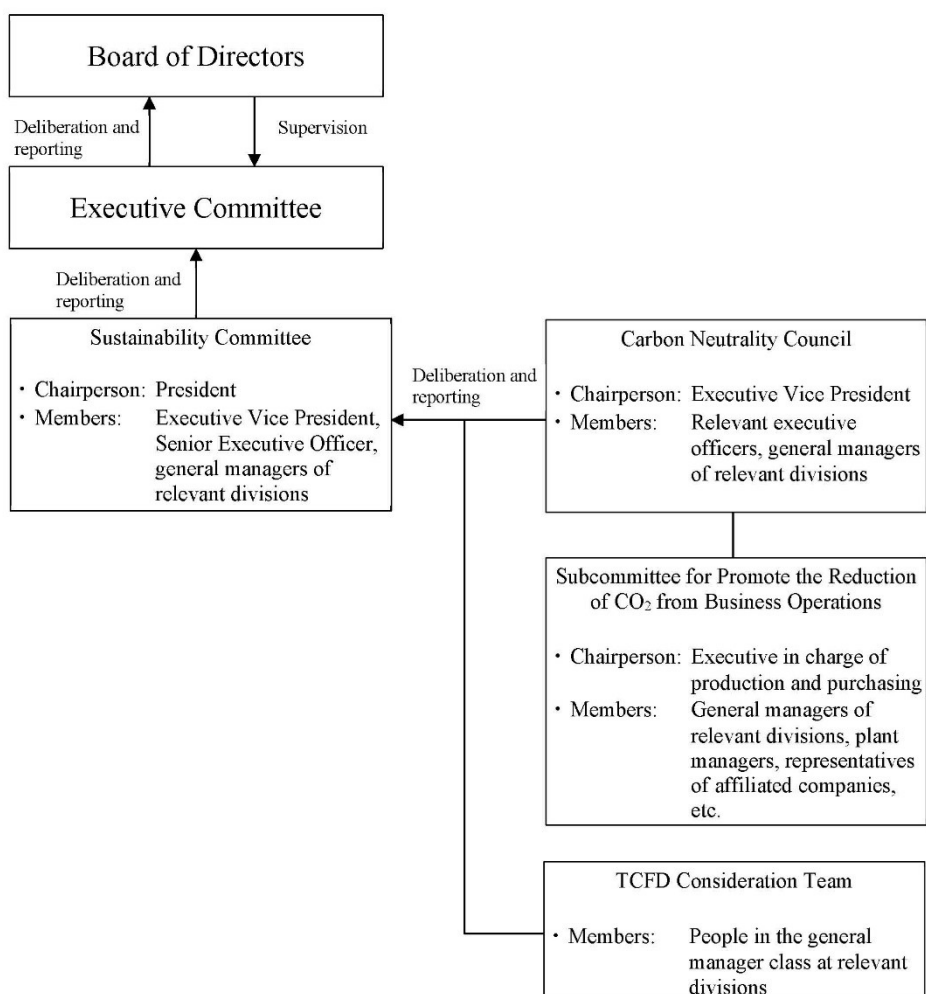 Board of Directors
Deliberation and
reporting
Supervision
Executive Committee
Deliberation and
reporting
Sustainability Committee
・ Chairperson: President
・ Members: Executive Vice President,
Senior Executive Officer,
general managers of
relevant divisions
Deliberation and
reporting
Carbon Neutrality Council
・ Chairperson: Executive Vice President
・ Members: Relevant executive
officers, general managers
of relevant divisions
Subcommittee for Promote the Reduction
of CO₂ from Business Operations
・ Chairperson: Executive in charge of
production and purchasing
・ Members: General managers of
relevant divisions, plant
managers, representatives
of affiliated companies,
etc.
TCFD Consideration Team
・ Members: People in the general
manager class at relevant
divisions